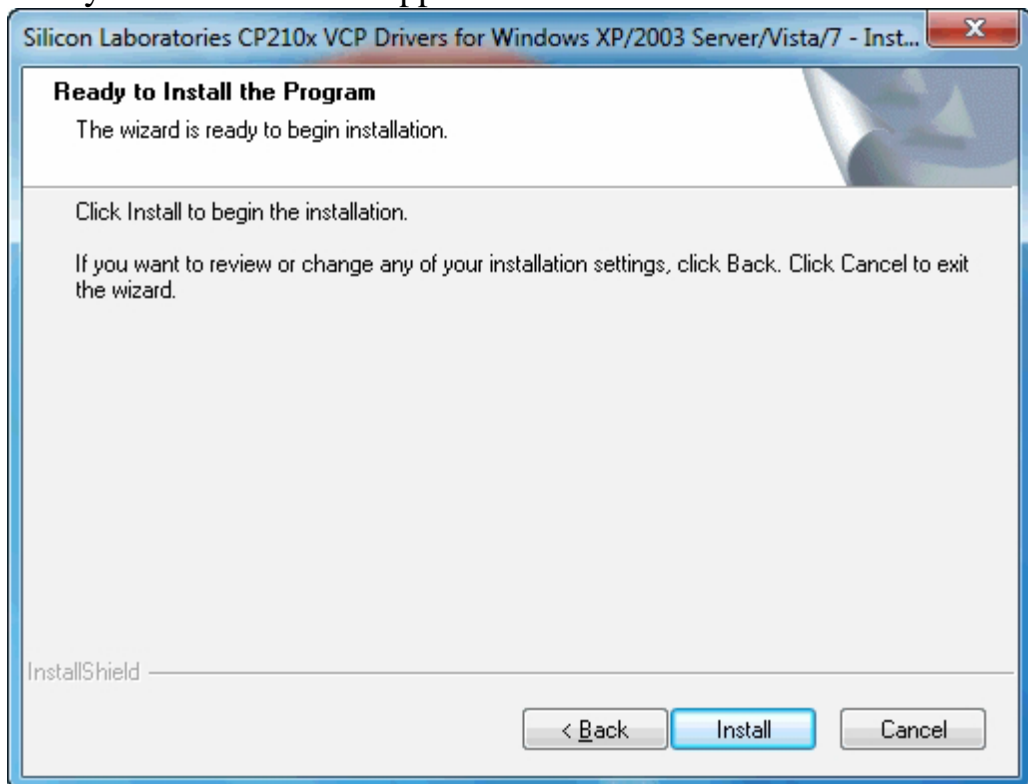 Silicon Laboratories CP210x VCP Drivers for Windows XP/2003 Server/Vista/7 - Inst...
Ready to Install the Program
The wizard is ready to begin installation.
Click Install to begin the installation.
If you want to review or change any of your installation settings, click Back. Click Cancel to exit
the wizard.
InstallShield
< Back Install Cancel